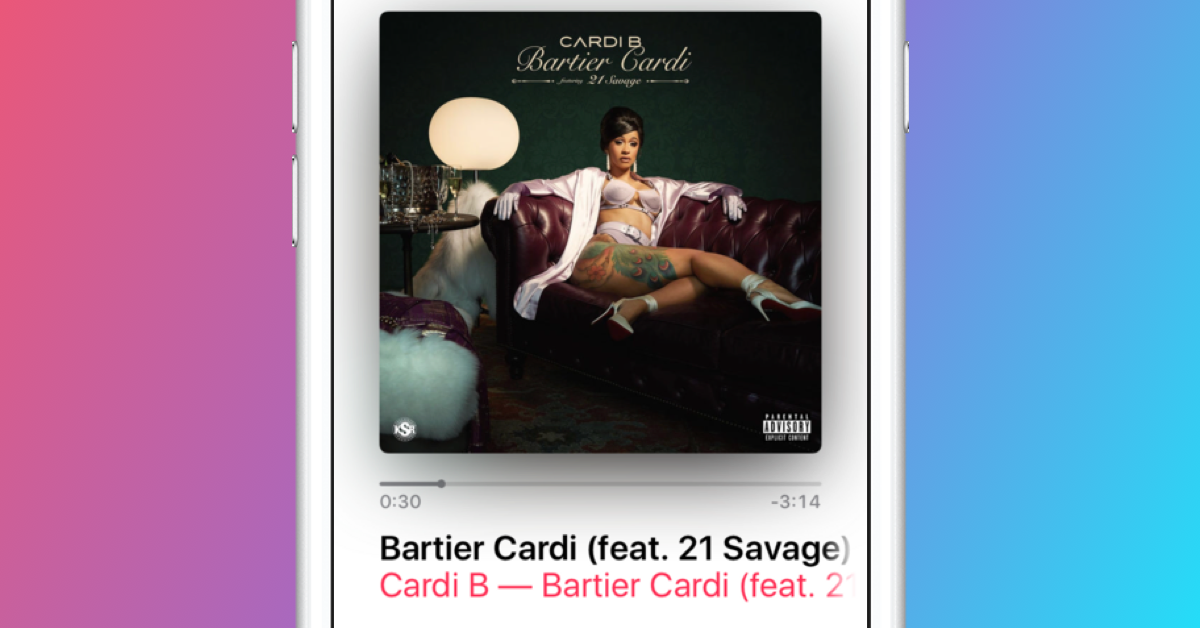 CARDI B
Bartier Cardi
featuring 21 Savage
KSR
PARENTAL
ADVISORY
EXPLICIT CONTENT
0:30 -3:14
Bartier Cardi (feat. 21 Savage)
Cardi B — Bartier Cardi (feat. 21